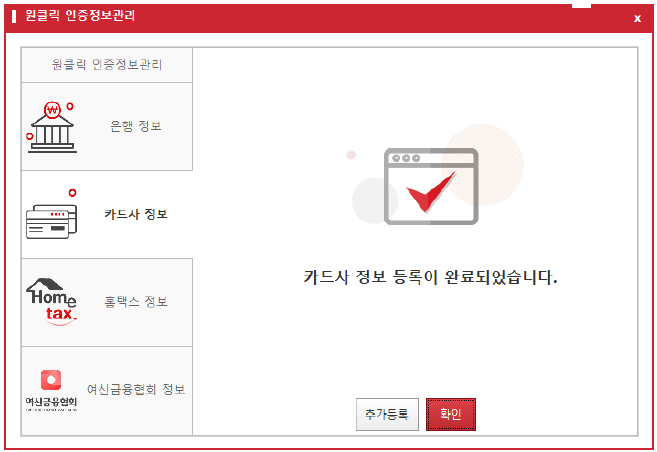 원클릭 인증정보관리
x
원클릭 인증정보관리
은행 정보
카드사 정보
Home
tax.
홈택스 정보
여신금융협회
여신금융협회 정보
카드사 정보 등록이 완료되었습니다.
추가등록
확인